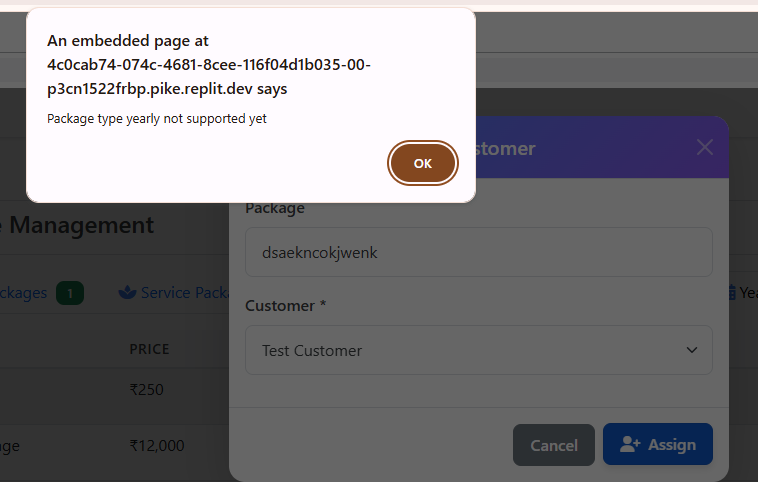 An embedded page at
4c0cab74-074c-4681-8cee-116f04d1b035-00-
p3cn1522frbp.pike.replit.dev says
Package type yearly not supported yet
OK
stomer
Package
dsaekncokjwenk
Customer *
Test Customer
Cancel
Assign
e Management
ckages 1
Service Packa
Yea
PRICE
₹250
age ₹12,000